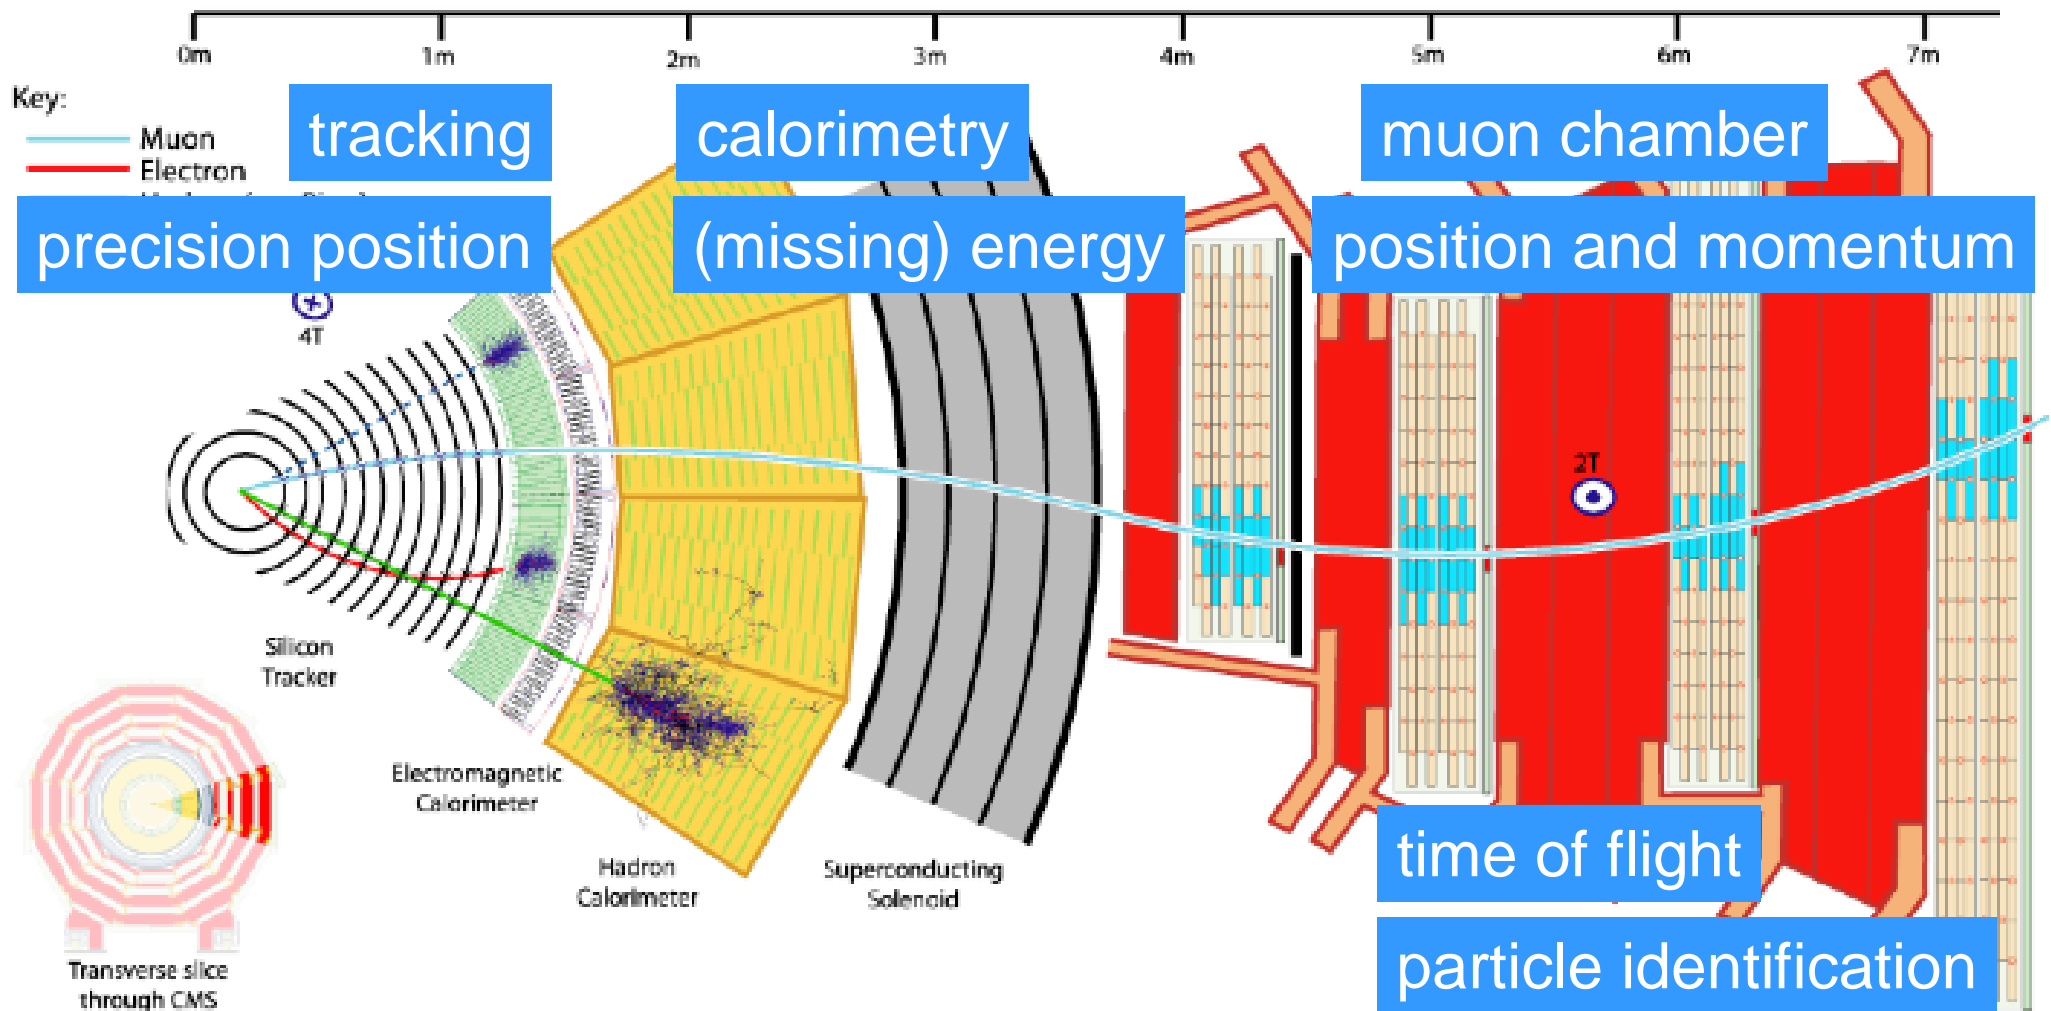 0m 1m 2m 3m 4m 5m 6m 7m
Key:
Muon
Electron
tracking
precision position
calorimetry
(missing) energy
muon chamber
position and momentum
4T
2T
Silicon
Tracker
Electromagnetic
Calorimeter
Hadron
Calorimeter
Superconducting
Solenoid
time of flight
particle identification
Transverse slice
through CMS